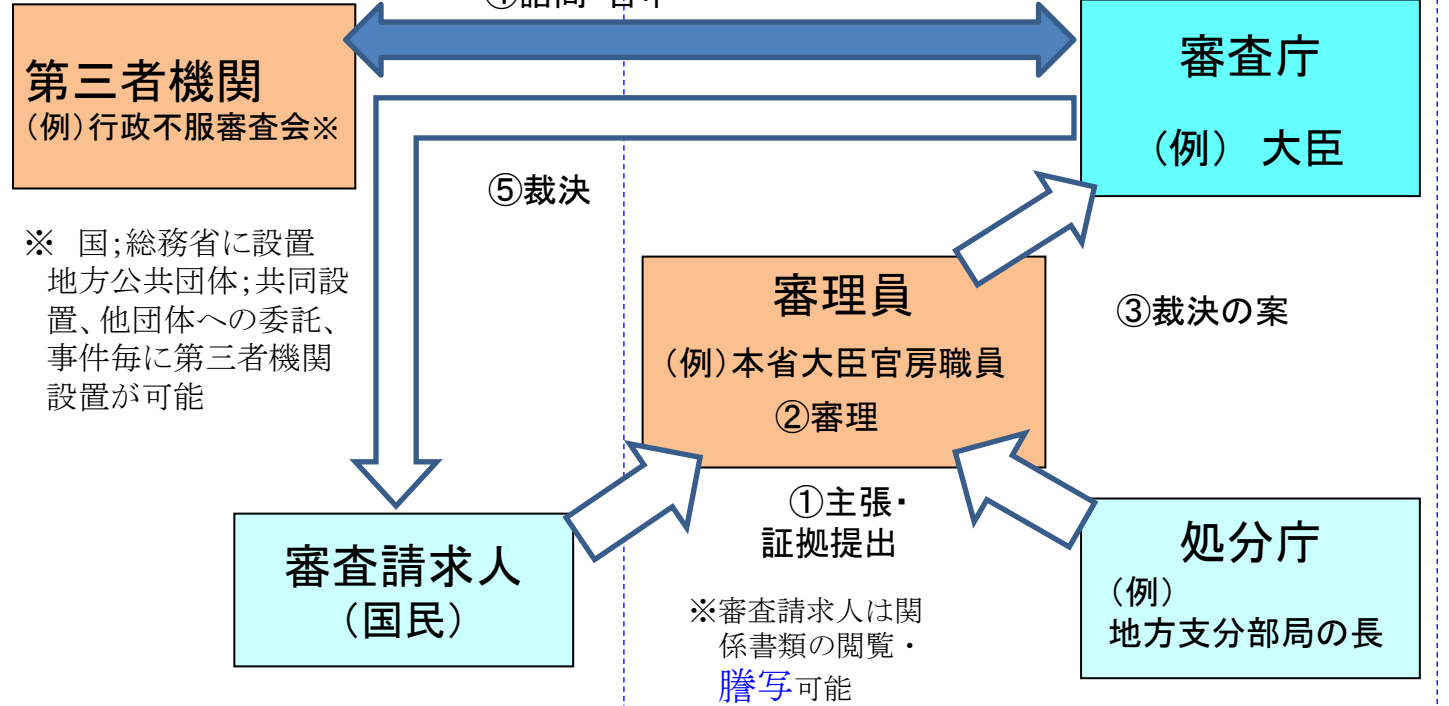 第三者機関
（例）行政不服審査会※
審査庁
（例） 大臣
⑤裁決
※ 国;総務省に設置
地方公共団体;共同設
置、他団体への委託、
事件毎に第三者機関
設置が可能
審理員
（例）本省大臣官房職員
②審理
③裁決の案
①主張・
証拠提出
審査請求人
（国民）
処分庁
（例）
地方支分部局の長
※審査請求人は関
係書類の閲覧・
謄写可能